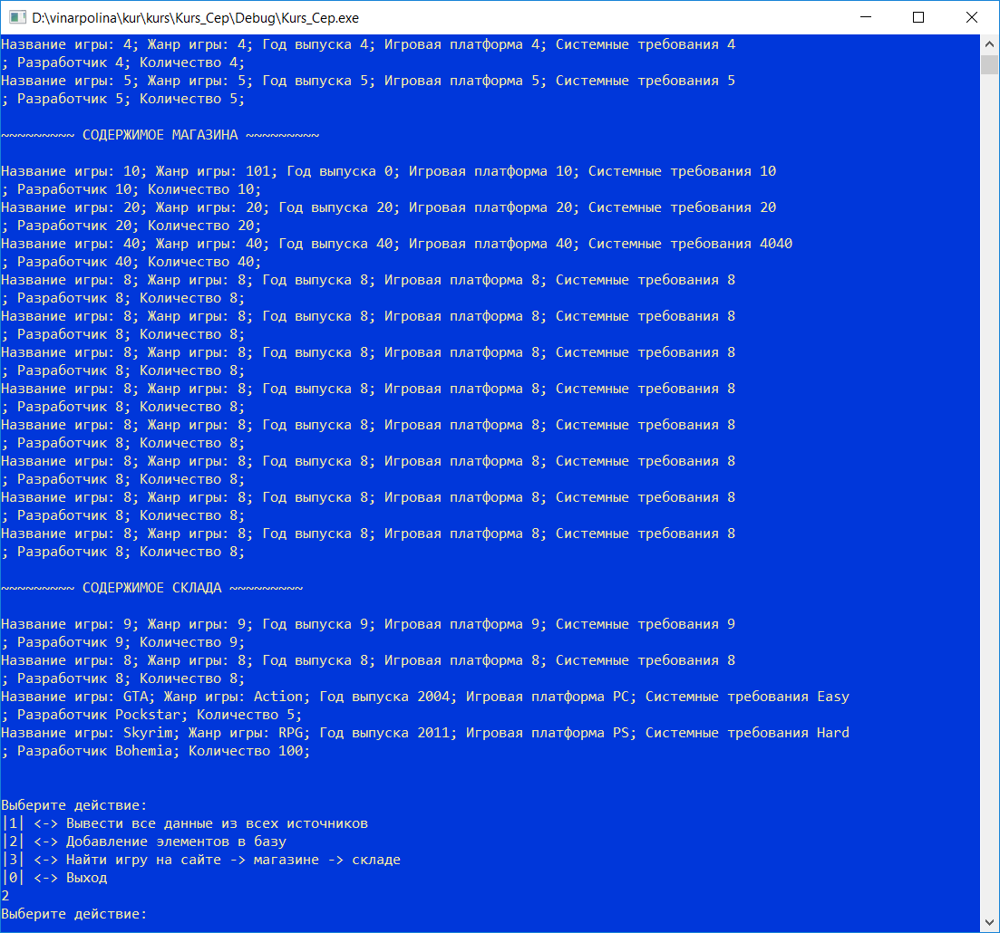 D:\vinarpolina\kur\kurs\Kurs_Cep\Debug\Kurs_Cep.exe
Название игры: 4; Жанр игры: 4; Год выпуска 4; Игровая платформа 4; Системные требования 4
; Разработчик 4; Количество 4;
Название игры: 5; Жанр игры: 5; Год выпуска 5; Игровая платформа 5; Системные требования 5
; Разработчик 5; Количество 5;
~~~~~~~~~ СОДЕРЖИМОЕ МАГАЗИНА ~~~~~~~~~
Название игры: 10; Жанр игры: 101; Год выпуска 0; Игровая платформа 10; Системные требования 10
; Разработчик 10; Количество 10;
Название игры: 20; Жанр игры: 20; Год выпуска 20; Игровая платформа 20; Системные требования 20
; Разработчик 20; Количество 20;
Название игры: 40; Жанр игры: 40; Год выпуска 40; Игровая платформа 40; Системные требования 4040
; Разработчик 40; Количество 40;
Название игры: 8; Жанр игры: 8; Год выпуска 8; Игровая платформа 8; Системные требования 8
; Разработчик 8; Количество 8;
Название игры: 8; Жанр игры: 8; Год выпуска 8; Игровая платформа 8; Системные требования 8
; Разработчик 8; Количество 8;
Название игры: 8; Жанр игры: 8; Год выпуска 8; Игровая платформа 8; Системные требования 8
; Разработчик 8; Количество 8;
Название игры: 8; Жанр игры: 8; Год выпуска 8; Игровая платформа 8; Системные требования 8
; Разработчик 8; Количество 8;
Название игры: 8; Жанр игры: 8; Год выпуска 8; Игровая платформа 8; Системные требования 8
; Разработчик 8; Количество 8;
Название игры: 8; Жанр игры: 8; Год выпуска 8; Игровая платформа 8; Системные требования 8
; Разработчик 8; Количество 8;
Название игры: 8; Жанр игры: 8; Год выпуска 8; Игровая платформа 8; Системные требования 8
; Разработчик 8; Количество 8;
Название игры: 8; Жанр игры: 8; Год выпуска 8; Игровая платформа 8; Системные требования 8
; Разработчик 8; Количество 8;
~~~~~~~~~ СОДЕРЖИМОЕ СКЛАДА ~~~~~~~~~
Название игры: 9; Жанр игры: 9; Год выпуска 9; Игровая платформа 9; Системные требования 9
; Разработчик 9; Количество 9;
Название игры: 8; Жанр игры: 8; Год выпуска 8; Игровая платформа 8; Системные требования 8
; Разработчик 8; Количество 8;
Название игры: GTA; Жанр игры: Action; Год выпуска 2004; Игровая платформа PC; Системные требования Easy
; Разработчик Pockstar; Количество 5;
Название игры: Skyrim; Жанр игры: RPG; Год выпуска 2011; Игровая платформа PS; Системные требования Hard
; Разработчик Bohemia; Количество 100;
Выберите действие:
|1| <-> Вывести все данные из всех источников
|2| <-> Добавление элементов в базу
|3| <-> Найти игру на сайте -> магазине -> складе
|0| <-> Выход
2
Выберите действие: